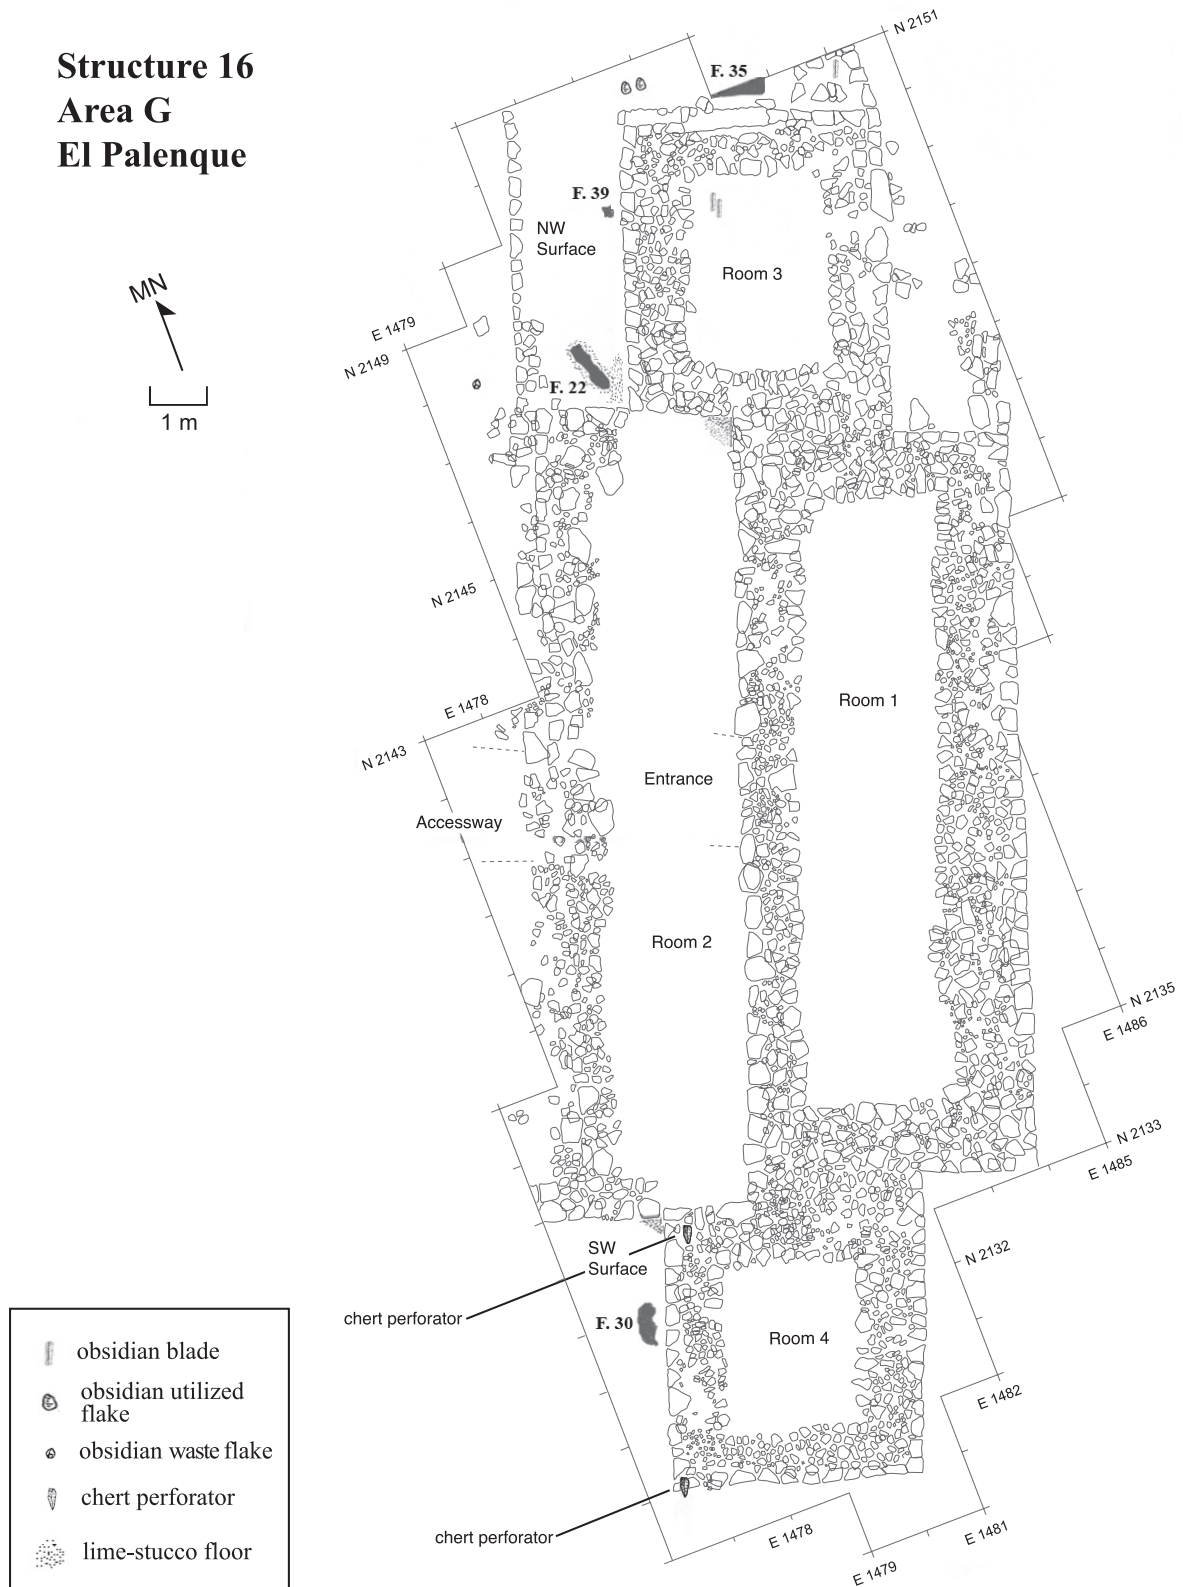 Structure 16
Area G
El Palenque
N 2151
F. 35
F. 39
NW
Surface
Room 3
MN
E 1479
N 2149
F. 22
1 m
N 2145
E 1478
N 2143
Room 1
Entrance
Accessway
Room 2
N 2135
E 1486
N 2133
E 1485
SW
Surface
N 2132
chert perforator
F. 30
Room 4
E 1482
obsidian blade
obsidian utilized
flake
obsidian waste flake
chert perforator
lime-stucco floor
chert perforator
E 1478
E 1481
E 1479